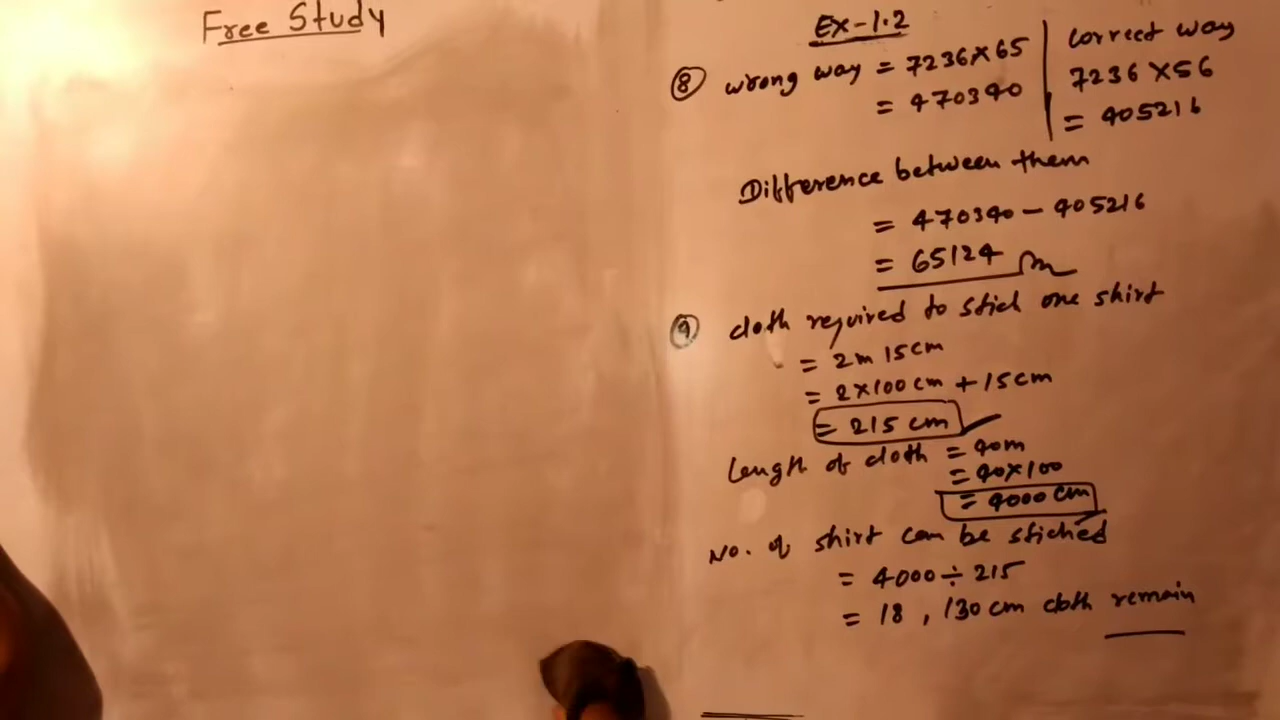 Free Study
Ex-1.2
⑧ wrong way = 7236×65
= 470340
correct way
7236 ×56
= 405216
Difference between them
= 470340 - 405216
= 65124
⑨ cloth required to stich one shirt
= 2m 15cm
= 2×100 cm + 15cm
= 215 cm
Length of cloth = 40m
= 40×100
= 4000 cm
No. of shirt can be stiched
= 4000 ÷ 215
= 18 , 130 cm cloth remain